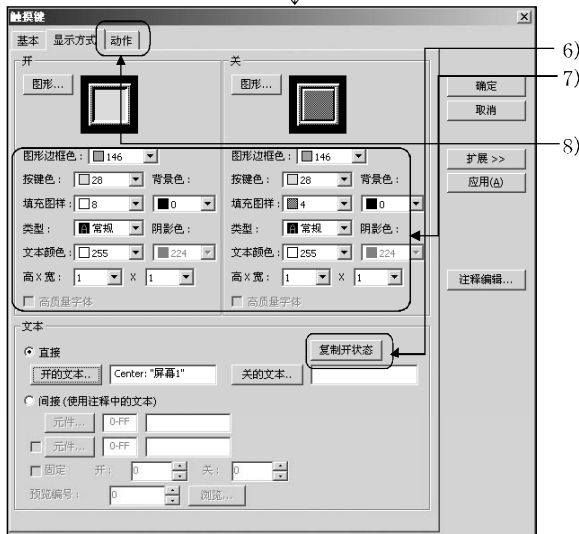 触摸键
基本 显示方式 动作
开 关
图形... 图形...
图形边框色: 146 图形边框色: 146
按键色: 28 背景色: 按键色: 28 背景色:
填充图样: 8 0 填充图样: 4 0
类型: A 常规 阴影色: 类型: A 常规 阴影色:
文本颜色: 255 224 文本颜色: 255 224
高X宽: 1 X 1 高X宽: 1 X 1
高质量字体 高质量字体
文本
直接 复制开状态
开的文本.. Center: "屏幕1" 关的文本..
间接(使用注释中的文本)
元件... 0-FF
元件... 0-FF
固定 开: 0 关: 0
预览编号: 0 浏览...
确定
取消
扩展 >>
应用(A)
注释编辑...
6)
7)
8)